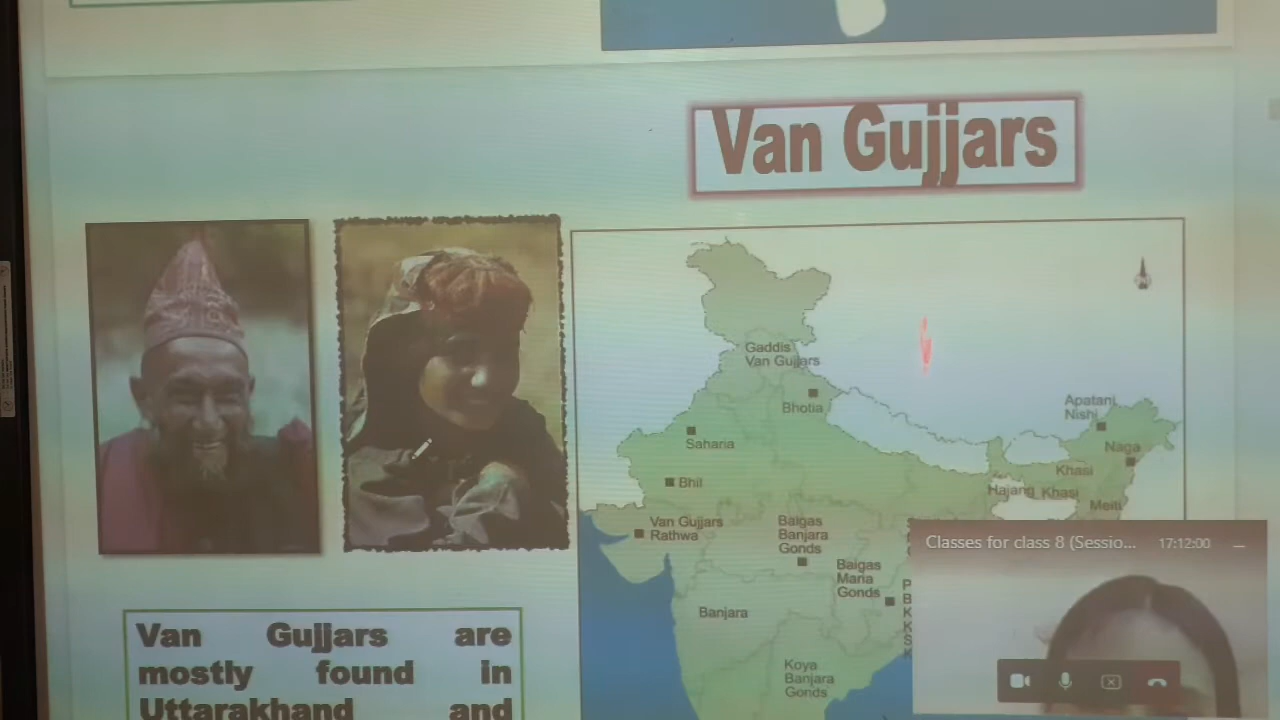 Van Gujjars
Gaddis
Van Gujjars
Bhotia
Apatani
Nishi
Saharia
Naga
Khasi
Bhil
Hajang Khasi
Meiti
Van Gujjars
Rathwa
Baigas
Banjara
Gonds
Baigas
Maria
Gonds
P
B
K
K
S
K
Banjara
Koya
Banjara
Gonds
Classes for class 8 (Sessio...
17:12:00
Van Gujjars are
mostly found in
Uttarakhand and